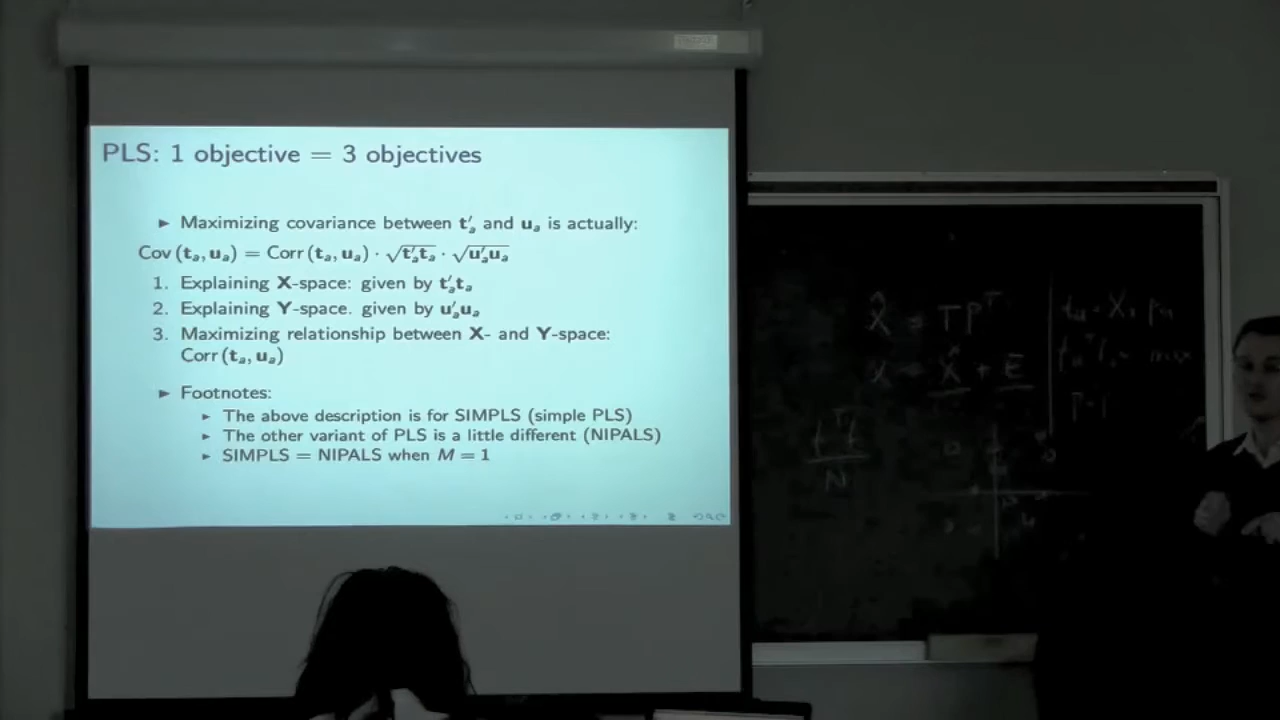 PLS: 1 objective = 3 objectives
► Maximizing covariance between t′ₐ and uₐ is actually:
Cov (tₐ, uₐ) = Corr (tₐ, uₐ) · √t′ₐtₐ · √u′ₐuₐ
1. Explaining X-space: given by t′ₐtₐ
2. Explaining Y-space. given by u′ₐuₐ
3. Maximizing relationship between X- and Y-space:
Corr (tₐ, uₐ)
► Footnotes:
► The above description is for SIMPLS (simple PLS)
► The other variant of PLS is a little different (NIPALS)
► SIMPLS = NIPALS when M = 1
X̂ = TPᵀ
X = X̂ + E
N